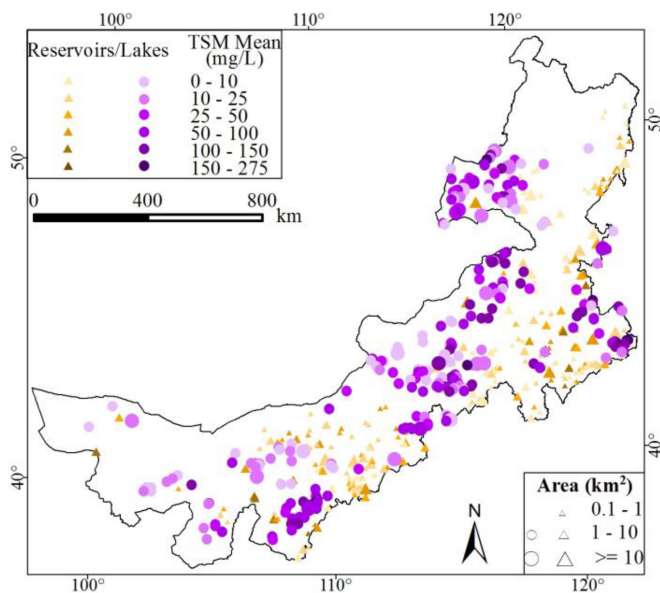 100° 110° 120°
Reservoirs/Lakes TSM Mean
(mg/L)
0 - 10
10 - 25
25 - 50
50 - 100
100 - 150
150 - 275
50° 50°
0 400 800
km
40° 40°
N
Area (km²)
0.1 - 1
1 - 10
>= 10
100° 110° 120°